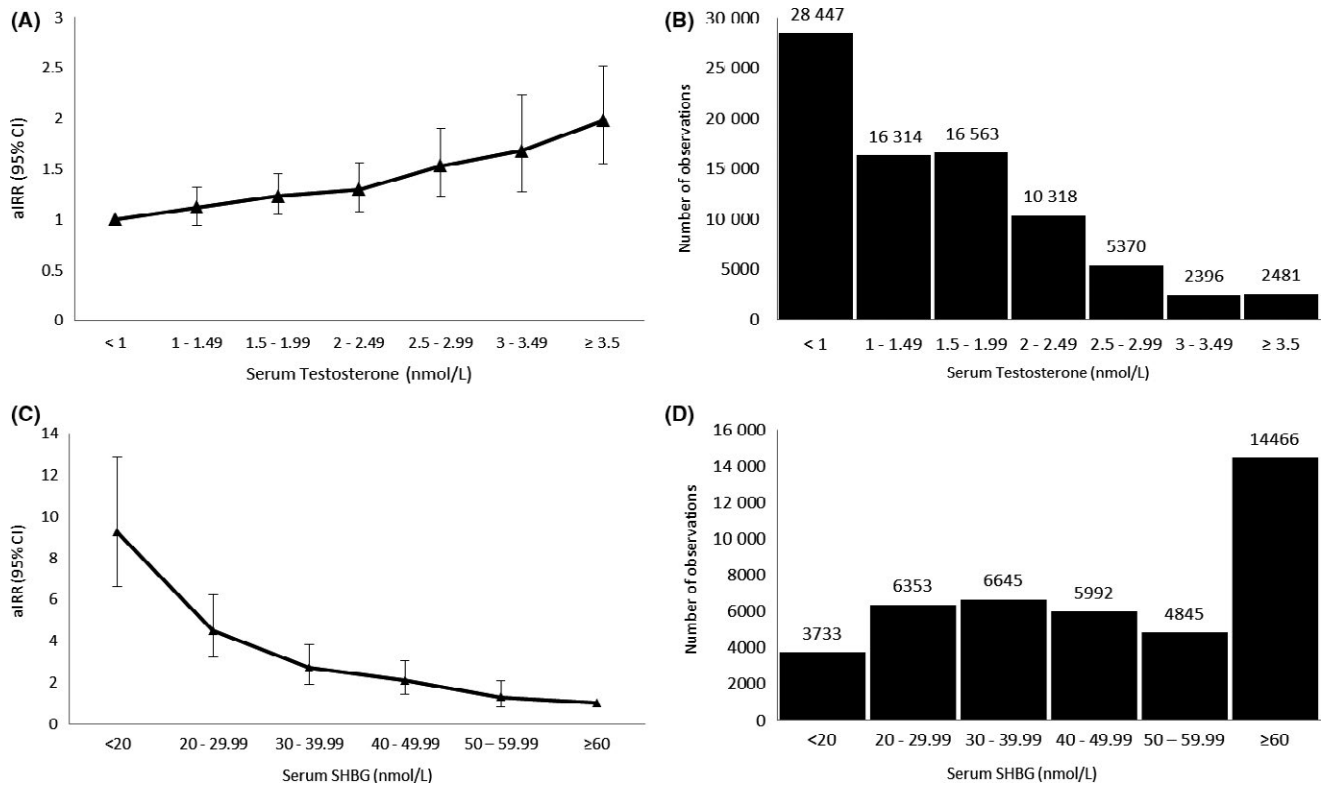 (A)
aIRR (95% CI)
3
2.5
2
1.5
1
0.5
0
< 1
1 - 1.49
1.5 - 1.99
2 - 2.49
2.5 - 2.99
3 - 3.49
≥ 3.5
Serum Testosterone (nmol/L)
(B)
Number of observations
30 000
25 000
20 000
15 000
10 000
5000
0
28 447
16 314
16 563
10 318
5370
2396
2481
< 1
1 - 1.49
1.5 - 1.99
2 - 2.49
2.5 - 2.99
3 - 3.49
≥ 3.5
Serum Testosterone (nmol/L)
(C)
aIRR (95% CI)
14
12
10
8
6
4
2
0
<20
20 - 29.99
30 - 39.99
40 - 49.99
50 – 59.99
≥60
Serum SHBG (nmol/L)
(D)
Number of observations
16 000
14 000
12 000
10 000
8000
6000
4000
2000
0
3733
6353
6645
5992
4845
14466
<20
20 - 29.99
30 - 39.99
40 - 49.99
50 – 59.99
≥60
Serum SHBG (nmol/L)